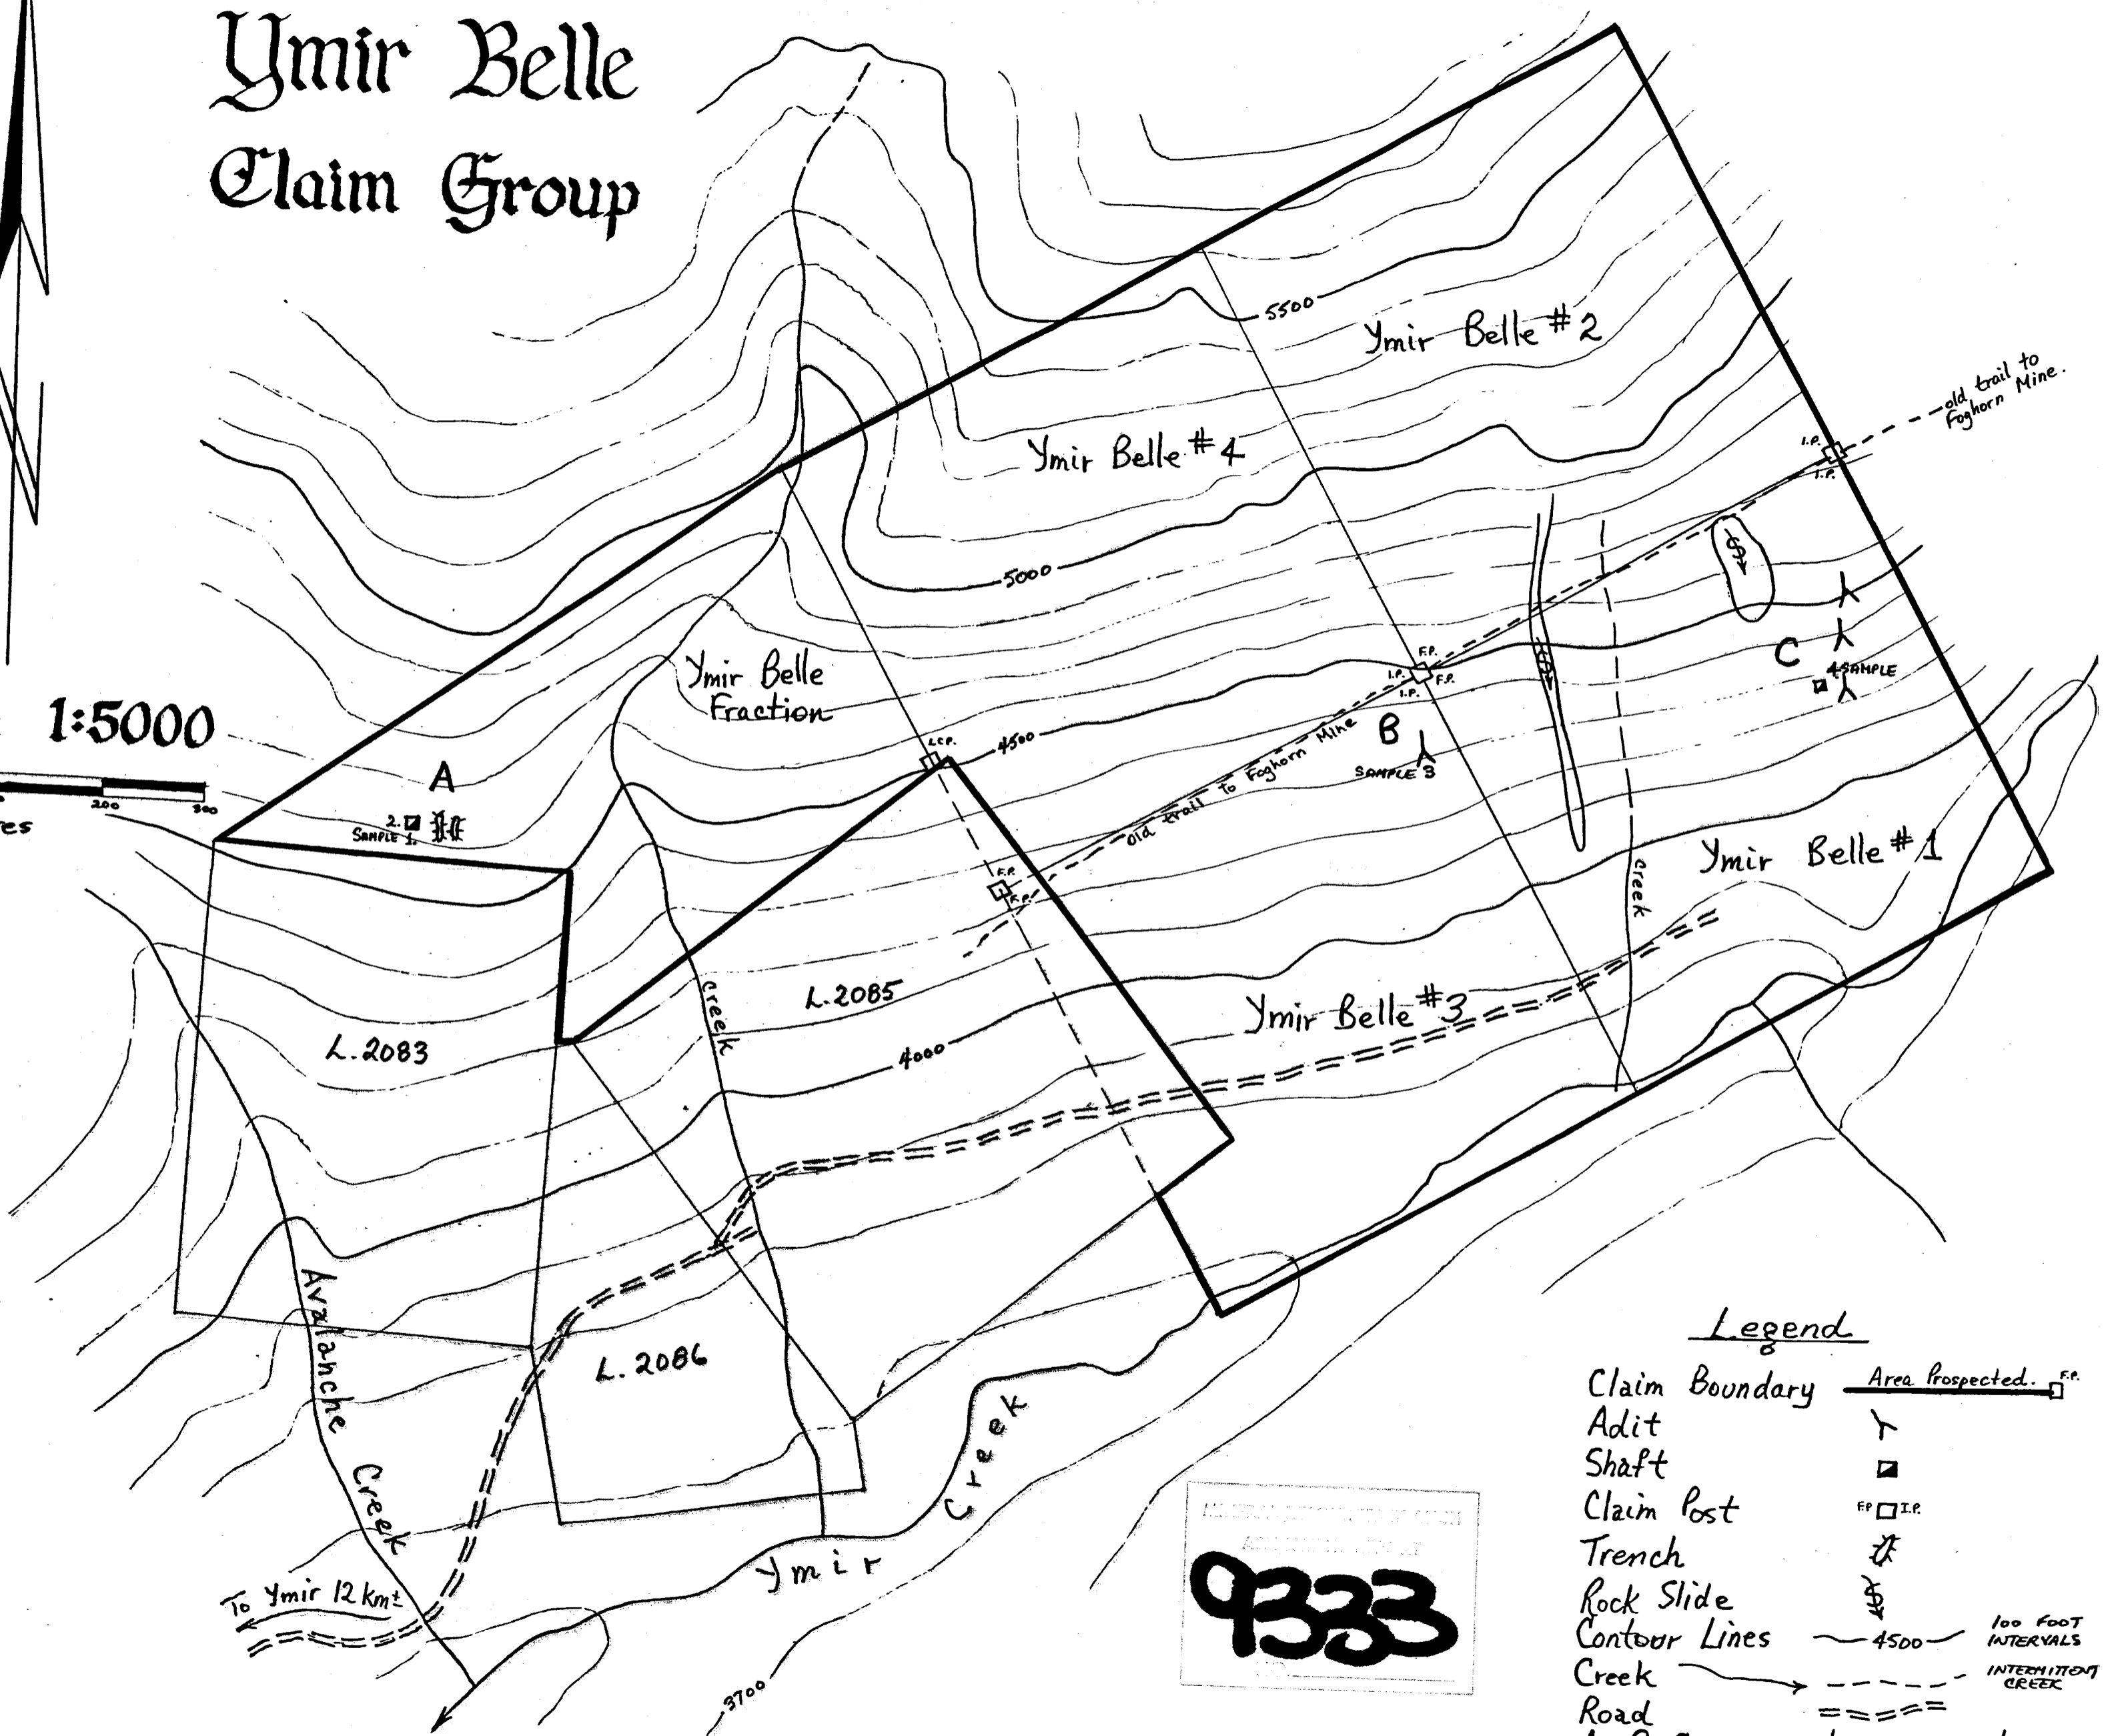 Ymir Belle
Claim Group
1:5000
200
300
es
5500
Ymir Belle #2
old trail to
Foghorn Mine.
I.P.
I.P.
Ymir Belle #4
5000
Ymir Belle
Fraction
F.P.
I.P. F.P.
I.P.
C
4. SAMPLE
L.C.P.
4500
B
SAMPLE 3
Old trail to Foghorn Mine
A
2.
SAMPLE 1.
F.P.
F.P.
Ymir Belle #1
creek
L.2085
creek
Ymir Belle #3
L.2083
4000
L.2086
Avalanche Creek
Ymir Creek
To Ymir 12 km±
3700
9333
Legend
Claim Boundary Area Prospected. F.P.
Adit
Shaft
Claim Post F.P. I.P.
Trench
Rock Slide
Contour Lines 4500 100 FOOT
INTERVALS
Creek INTERMITTENT
CREEK
Road